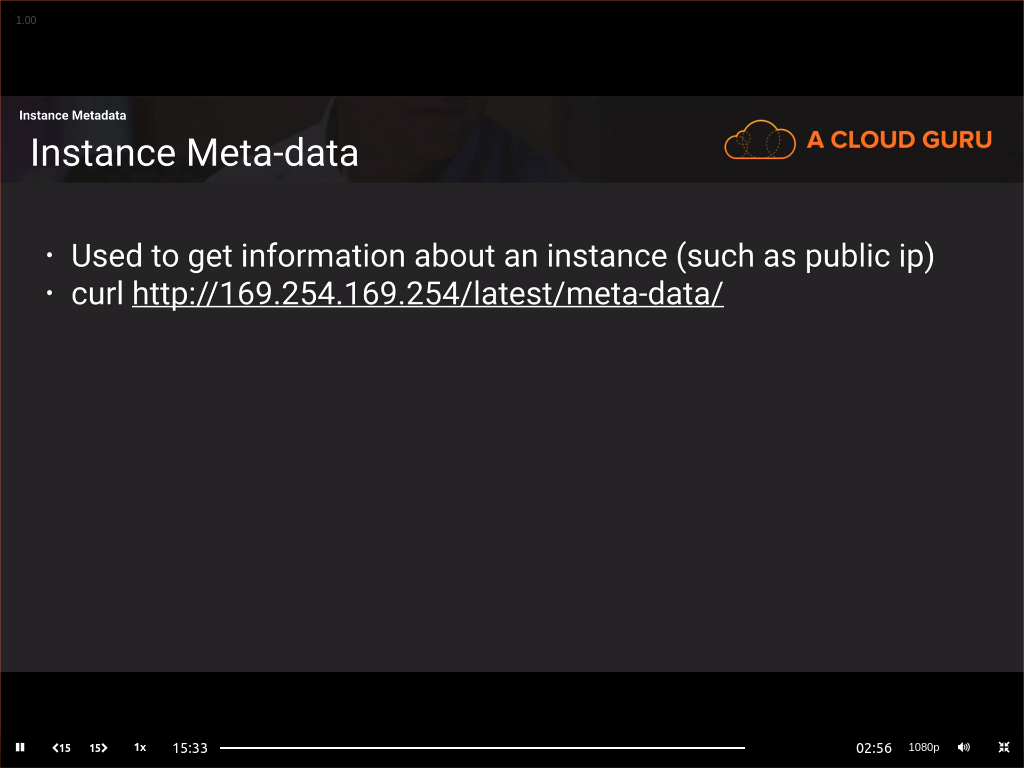 1.00
Instance Metadata
Instance Meta-data
A CLOUD GURU
• Used to get information about an instance (such as public ip)
• curl http://169.254.169.254/latest/meta-data/
15 15 1x 15:33 02:56 1080p